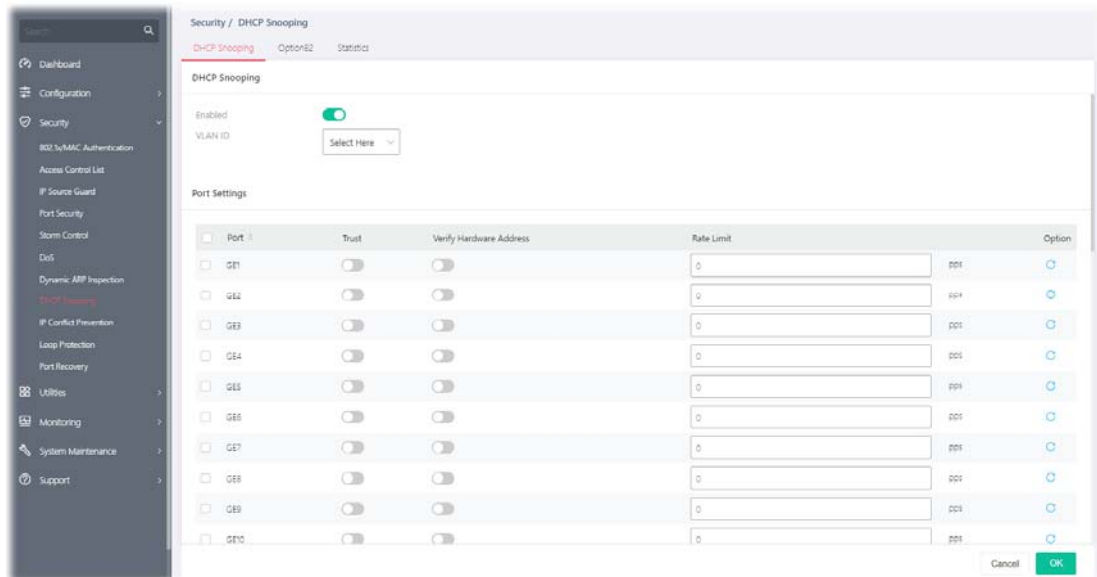 Search
Security / DHCP Snooping
DHCP Snooping Option82 Statistics
Dashboard
Configuration
Security
802.1x/MAC Authentication
Access Control List
IP Source Guard
Port Security
Storm Control
DoS
Dynamic ARP Inspection
DHCP Snooping
IP Conflict Prevention
Loop Protection
Port Recovery
Utilities
Monitoring
System Maintenance
Support
DHCP Snooping
Enabled
VLAN ID
Select Here
Port Settings
Port Trust Verify Hardware Address Rate Limit Option
GE1 0 pps
GE2 0 pps
GE3 0 pps
GE4 0 pps
GE5 0 pps
GE6 0 pps
GE7 0 pps
GE8 0 pps
GE9 0 pps
GE10 0 pps
Cancel OK